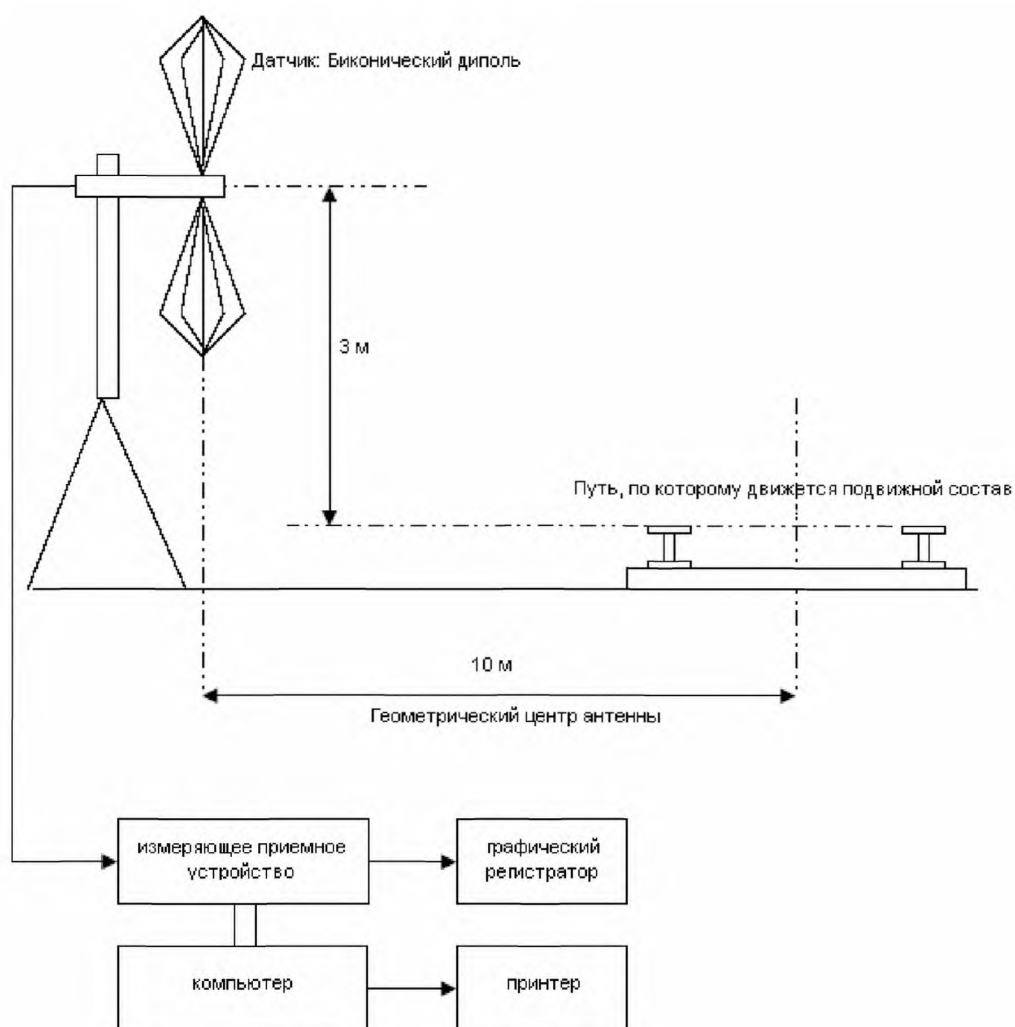 Датчик: Биконический диполь
3 м
Путь, по которому движется подвижной состав
10 м
Геометрический центр антенны
измеряющее приемное
устройство
графический
регистратор
компьютер
принтер